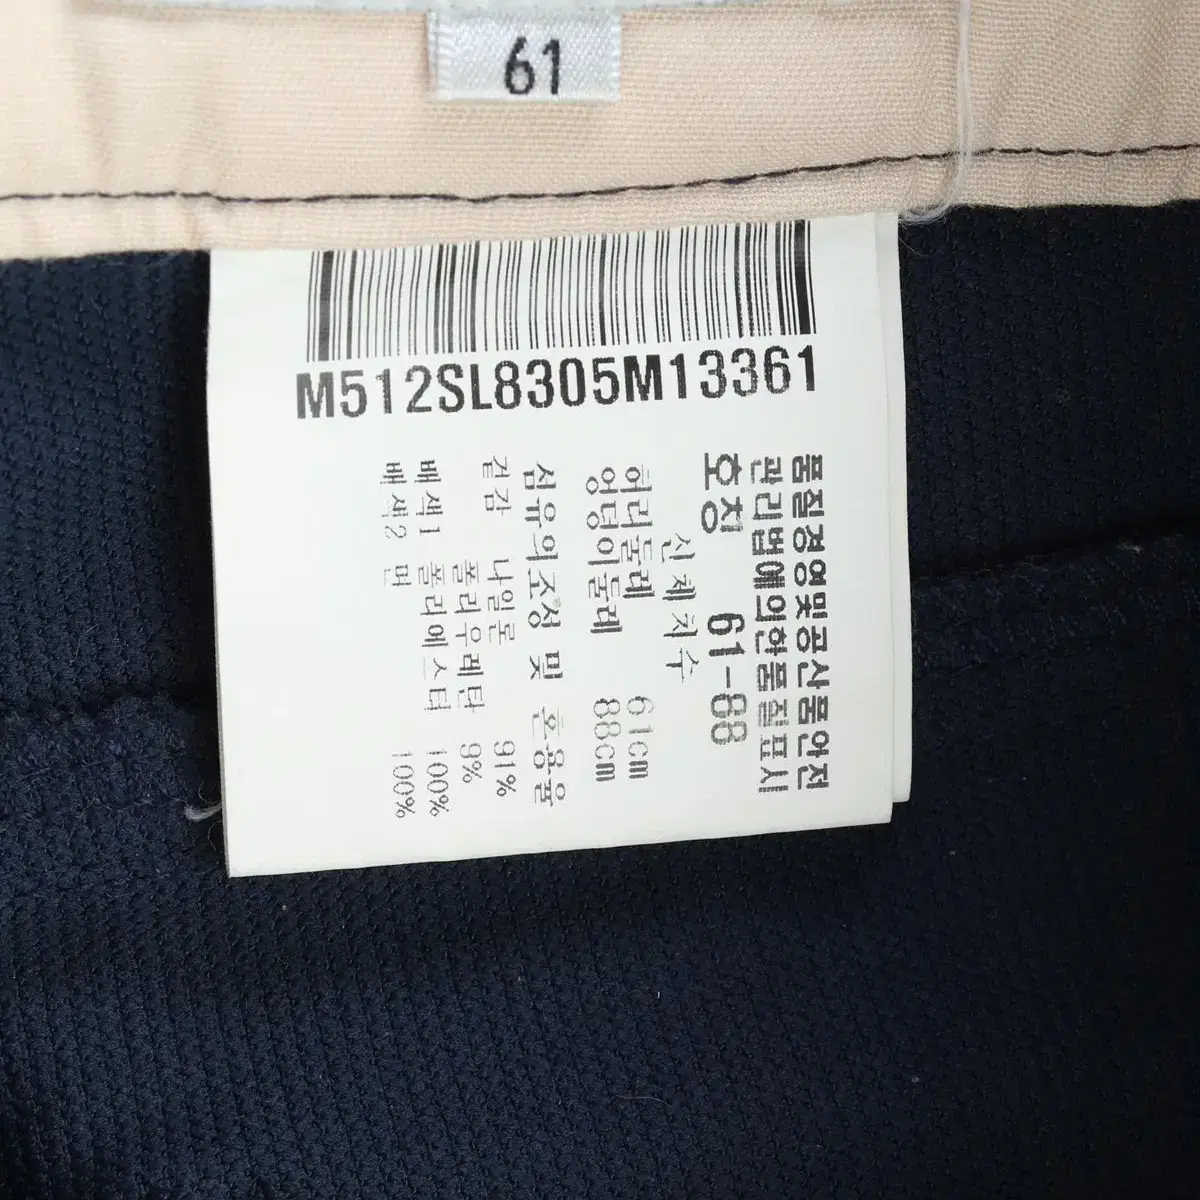 61
M512SL8305M13361
품질경영및공산품안전
관리법에의한품질표시
호칭 61-88
신체치수
허리둘레 61cm
엉덩이둘레 88cm
섬유의조성 및 혼용율
겉감 나일론 91%
폴리우레탄 9%
배색1 폴리에스터 100%
배색2 면 100%